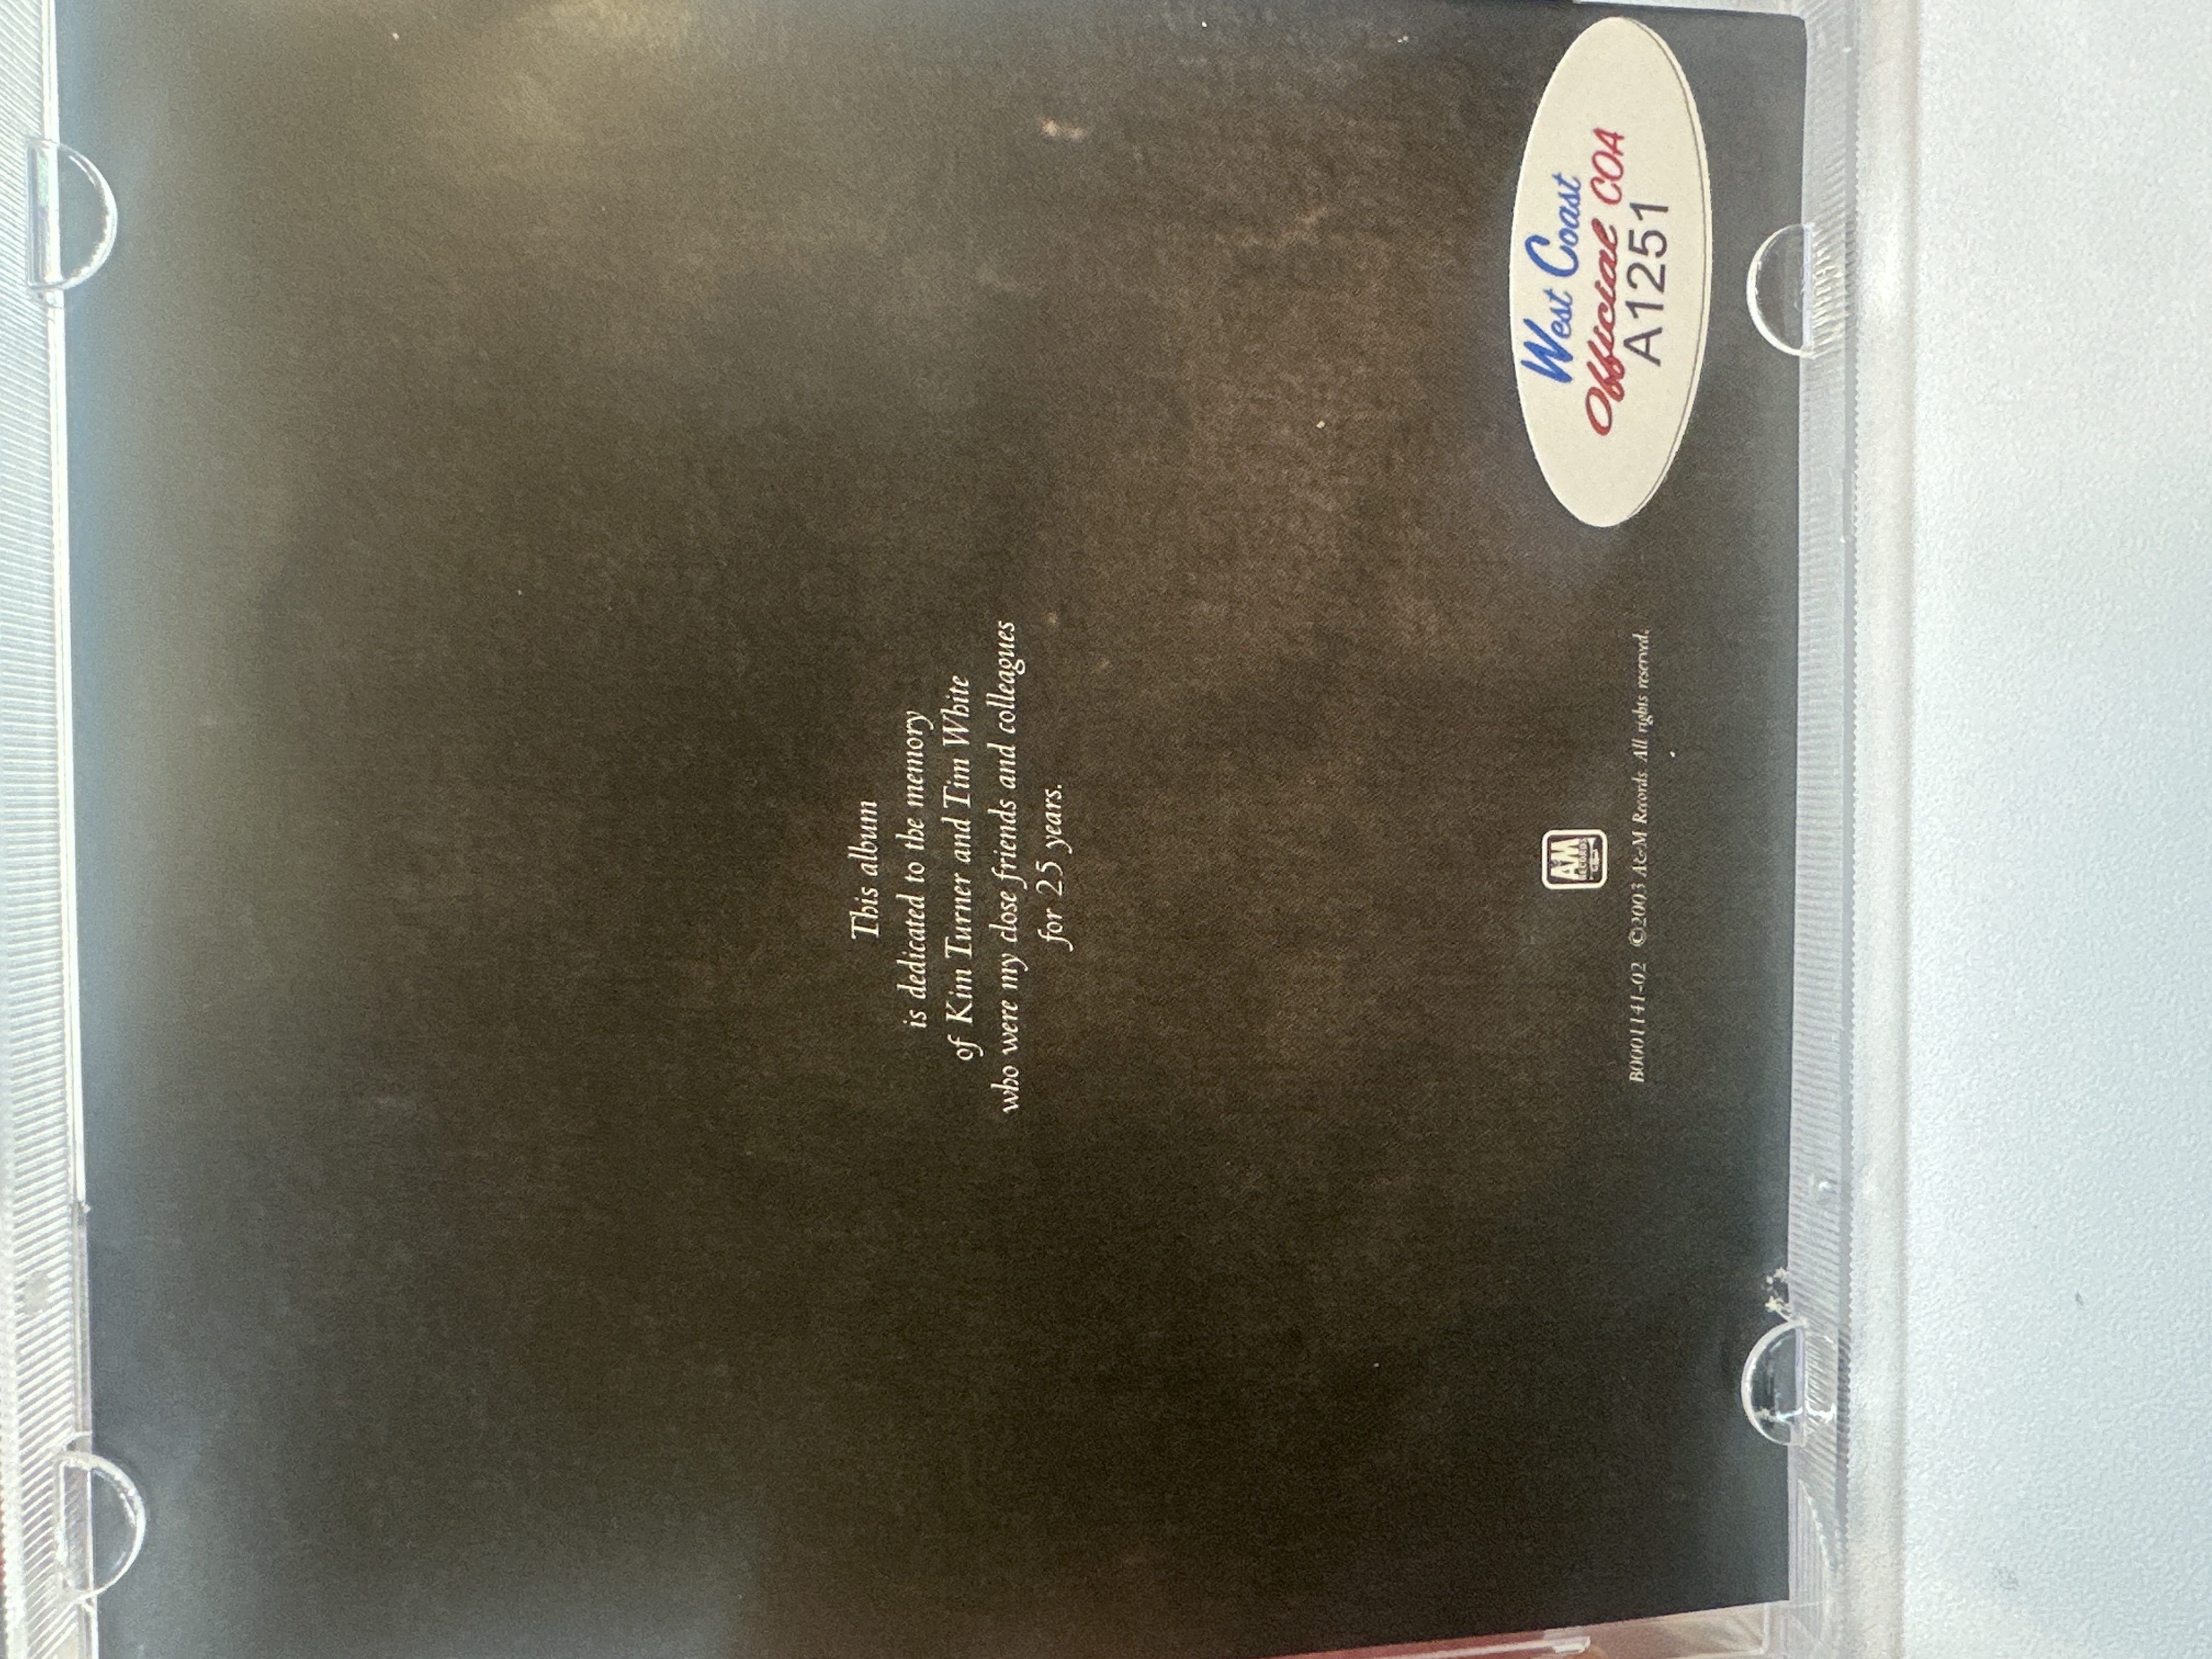 This album
is dedicated to the memory
of Kim Turner and Tim White
who were my close friends and colleagues
for 25 years.
A&M
RECORDS
B0001141-02 ©2003 A&M Records. All rights reserved.
West Coast
Official COA
A1251